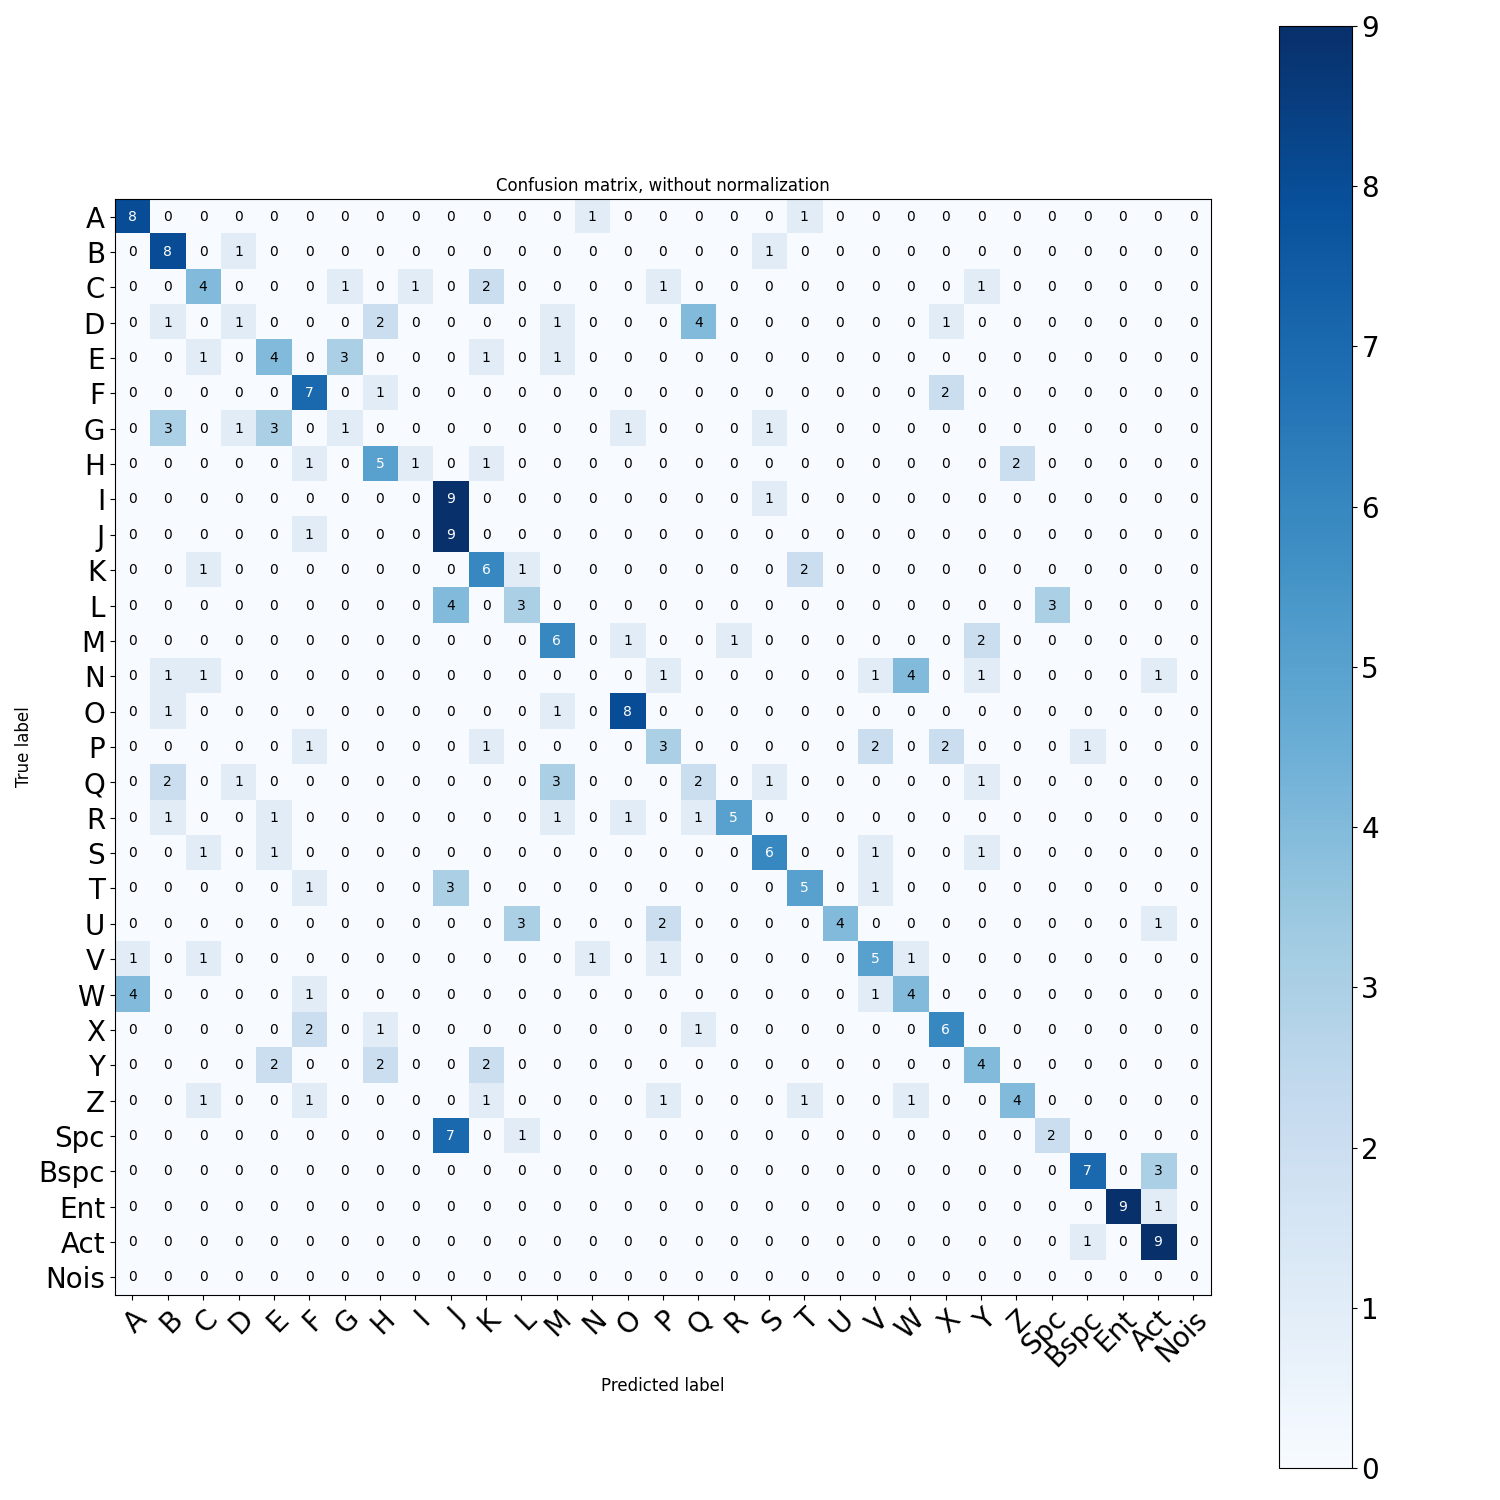 Confusion matrix, without normalization
A 8 0 0 0 0 0 0 0 0 0 0 0 0 1 0 0 0 0 0 1 0 0 0 0 0 0 0 0 0 0 0
B 0 8 0 1 0 0 0 0 0 0 0 0 0 0 0 0 0 0 1 0 0 0 0 0 0 0 0 0 0 0 0
C 0 0 4 0 0 0 1 0 1 0 2 0 0 0 0 1 0 0 0 0 0 0 0 0 1 0 0 0 0 0 0
D 0 1 0 1 0 0 0 2 0 0 0 0 1 0 0 0 4 0 0 0 0 0 0 1 0 0 0 0 0 0 0
E 0 0 1 0 4 0 3 0 0 0 1 0 1 0 0 0 0 0 0 0 0 0 0 0 0 0 0 0 0 0 0
F 0 0 0 0 0 7 0 1 0 0 0 0 0 0 0 0 0 0 0 0 0 0 0 2 0 0 0 0 0 0 0
G 0 3 0 1 3 0 1 0 0 0 0 0 0 0 1 0 0 0 1 0 0 0 0 0 0 0 0 0 0 0 0
H 0 0 0 0 0 1 0 5 1 0 1 0 0 0 0 0 0 0 0 0 0 0 0 0 0 2 0 0 0 0 0
I 0 0 0 0 0 0 0 0 0 9 0 0 0 0 0 0 0 0 1 0 0 0 0 0 0 0 0 0 0 0 0
J 0 0 0 0 0 1 0 0 0 9 0 0 0 0 0 0 0 0 0 0 0 0 0 0 0 0 0 0 0 0 0
K 0 0 1 0 0 0 0 0 0 0 6 1 0 0 0 0 0 0 0 2 0 0 0 0 0 0 0 0 0 0 0
L 0 0 0 0 0 0 0 0 0 4 0 3 0 0 0 0 0 0 0 0 0 0 0 0 0 0 3 0 0 0 0
M 0 0 0 0 0 0 0 0 0 0 0 0 6 0 1 0 0 1 0 0 0 0 0 0 2 0 0 0 0 0 0
N 0 1 1 0 0 0 0 0 0 0 0 0 0 0 0 1 0 0 0 0 0 1 4 0 1 0 0 0 0 1 0
O 0 1 0 0 0 0 0 0 0 0 0 0 1 0 8 0 0 0 0 0 0 0 0 0 0 0 0 0 0 0 0
P 0 0 0 0 0 1 0 0 0 0 1 0 0 0 0 3 0 0 0 0 0 2 0 2 0 0 0 1 0 0 0
Q 0 2 0 1 0 0 0 0 0 0 0 0 3 0 0 0 2 0 1 0 0 0 0 0 1 0 0 0 0 0 0
R 0 1 0 0 1 0 0 0 0 0 0 0 1 0 1 0 1 5 0 0 0 0 0 0 0 0 0 0 0 0 0
S 0 0 1 0 1 0 0 0 0 0 0 0 0 0 0 0 0 0 6 0 0 1 0 0 1 0 0 0 0 0 0
T 0 0 0 0 0 1 0 0 0 3 0 0 0 0 0 0 0 0 0 5 0 1 0 0 0 0 0 0 0 0 0
U 0 0 0 0 0 0 0 0 0 0 0 3 0 0 0 2 0 0 0 0 4 0 0 0 0 0 0 0 0 1 0
V 1 0 1 0 0 0 0 0 0 0 0 0 0 1 0 1 0 0 0 0 0 5 1 0 0 0 0 0 0 0 0
W 4 0 0 0 0 1 0 0 0 0 0 0 0 0 0 0 0 0 0 0 0 1 4 0 0 0 0 0 0 0 0
X 0 0 0 0 0 2 0 1 0 0 0 0 0 0 0 0 1 0 0 0 0 0 0 6 0 0 0 0 0 0 0
Y 0 0 0 0 2 0 0 2 0 0 2 0 0 0 0 0 0 0 0 0 0 0 0 0 4 0 0 0 0 0 0
Z 0 0 1 0 0 1 0 0 0 0 1 0 0 0 0 1 0 0 0 1 0 0 1 0 0 4 0 0 0 0 0
Spc 0 0 0 0 0 0 0 0 0 7 0 1 0 0 0 0 0 0 0 0 0 0 0 0 0 0 2 0 0 0 0
Bspc 0 0 0 0 0 0 0 0 0 0 0 0 0 0 0 0 0 0 0 0 0 0 0 0 0 0 0 7 0 3 0
Ent 0 0 0 0 0 0 0 0 0 0 0 0 0 0 0 0 0 0 0 0 0 0 0 0 0 0 0 0 9 1 0
Act 0 0 0 0 0 0 0 0 0 0 0 0 0 0 0 0 0 0 0 0 0 0 0 0 0 0 0 1 0 9 0
Nois 0 0 0 0 0 0 0 0 0 0 0 0 0 0 0 0 0 0 0 0 0 0 0 0 0 0 0 0 0 0 0
A B C D E F G H I J K L M N O P Q R S T U V W X Y Z Spc Bspc Ent Act Nois
Predicted label
True label
9
8
7
6
5
4
3
2
1
0